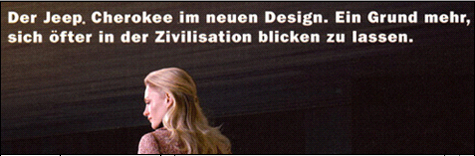 Der Jeep. Cherokee im neuen Design. Ein Grund mehr,
sich öfter in der Zivilisation blicken zu lassen.